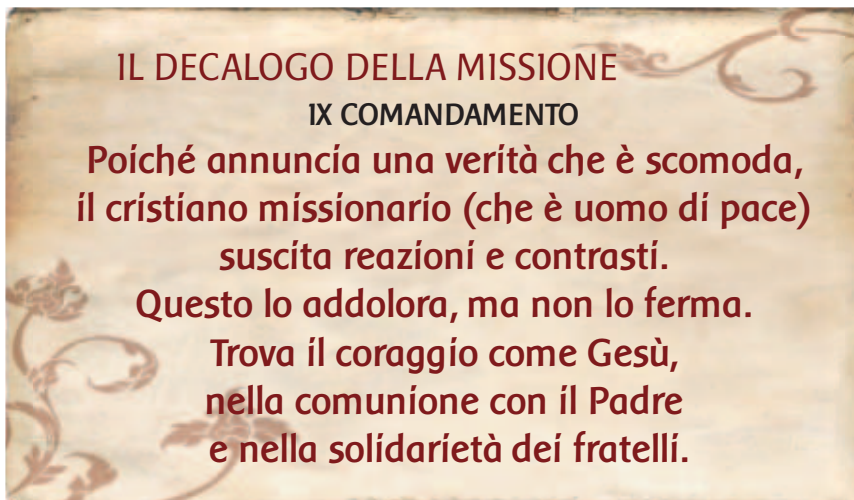 IL DECALOGO DELLA MISSIONE
IX COMANDAMENTO
Poiché annuncia una verità che è scomoda,
il cristiano missionario (che è uomo di pace)
suscita reazioni e contrasti.
Questo lo addolora, ma non lo ferma.
Trova il coraggio come Gesù,
nella comunione con il Padre
e nella solidarietà dei fratelli.